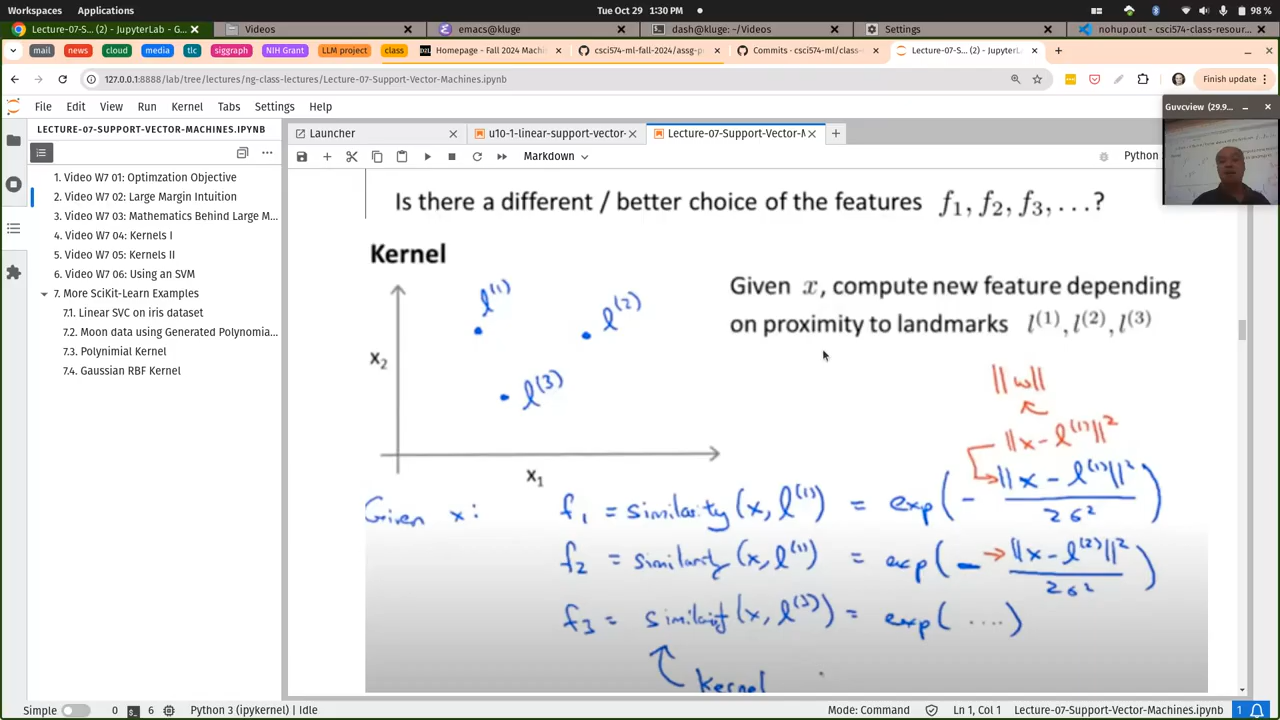 Workspaces Applications Tue Oct 29 1:30 PM 98 %
Lecture-07-S... (2) - JupyterLab - G... Videos emacs@kluge dash@kluge: ~/Videos Settings nohup.out - csci574-class-resour...
mail news cloud media tlc siggraph NIH Grant LLM project class Homepage - Fall 2024 Machin... csci574-ml-fall-2024/assg-p... Commits · csci574-ml/class-... Lecture-07-S... (2) - JupyterL...
127.0.0.1:8888/lab/tree/lectures/ng-class-lectures/Lecture-07-Support-Vector-Machines.ipynb Finish update
File Edit View Run Kernel Tabs Settings Help
Guvcview (29.9...
LECTURE-07-SUPPORT-VECTOR-MACHINES.IPYNB
Launcher u10-1-linear-support-vector- Lecture-07-Support-Vector-M
Markdown Python
1. Video W7 01: Optimzation Objective
2. Video W7 02: Large Margin Intuition
3. Video W7 03: Mathematics Behind Large M...
4. Video W7 04: Kernels I
5. Video W7 05: Kernels II
6. Video W7 06: Using an SVM
7. More SciKit-Learn Examples
7.1. Linear SVC on iris dataset
7.2. Moon data using Generated Polynomia...
7.3. Polynimial Kernel
7.4. Gaussian RBF Kernel
Is there a different / better choice of the features f₁, f₂, f₃, . . .?
Kernel
l⁽¹⁾
l⁽²⁾
l⁽³⁾
x₂
x₁
Given x, compute new feature depending
on proximity to landmarks l⁽¹⁾, l⁽²⁾, l⁽³⁾
||w||
||x - l⁽¹⁾||²
Given x: f₁ = similarity (x, l⁽¹⁾) = exp(- ||x - l⁽¹⁾||² / 2σ²)
f₂ = similarity (x, l⁽¹⁾) = exp(- ||x - l⁽²⁾||² / 2σ²)
f₃ = similarity (x, l⁽³⁾) = exp( .... )
kernel
Simple 0 6 Python 3 (ipykernel) | Idle Mode: Command Ln 1, Col 1 Lecture-07-Support-Vector-Machines.ipynb 1